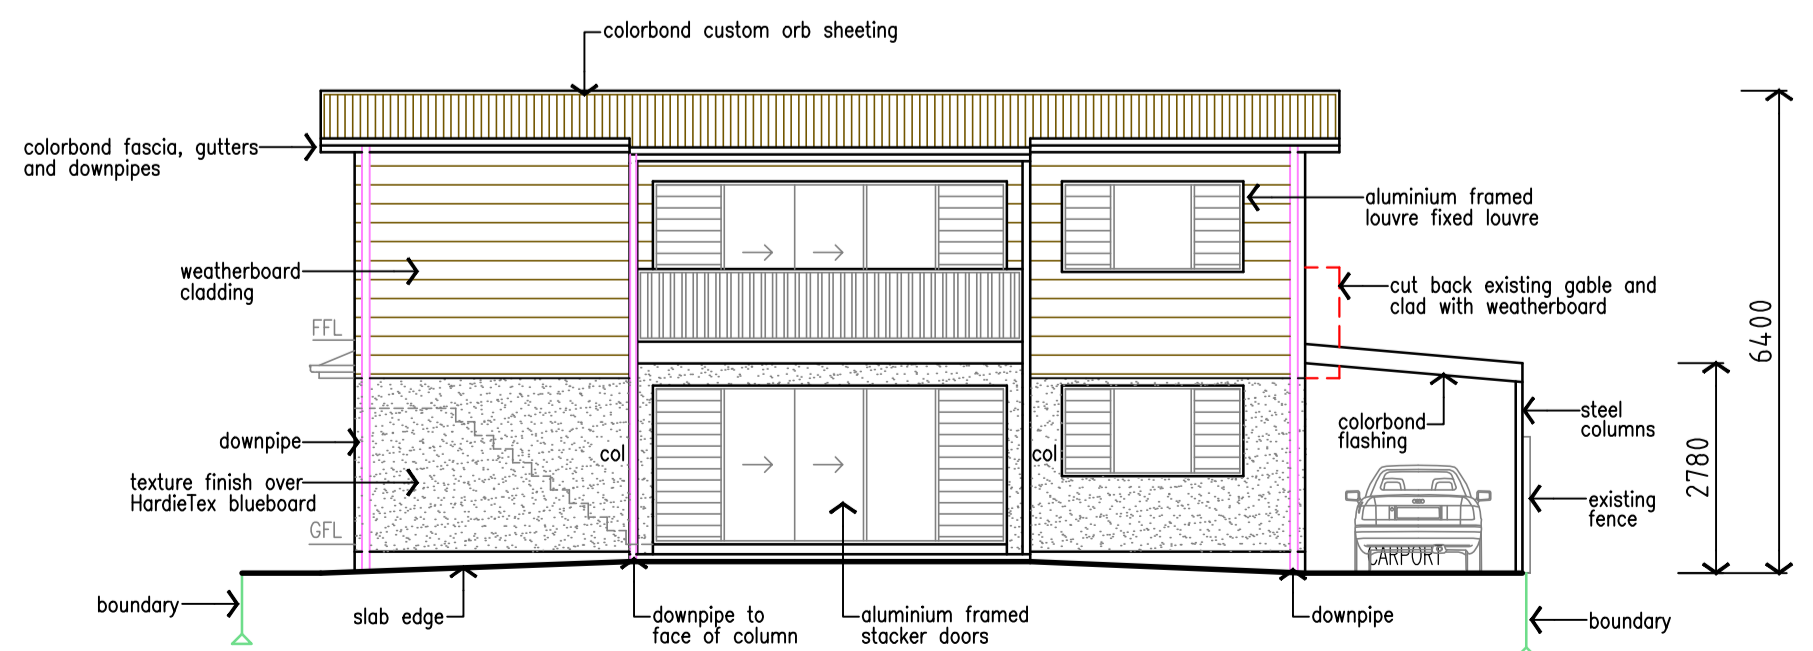 colorbond custom orb sheeting
colorbond fascia, gutters
and downpipes
aluminium framed
louvre fixed louvre
weatherboard
cladding
cut back existing gable and
clad with weatherboard
6400
FFL
colorbond
flashing
steel
columns
2780
downpipe
col
col
texture finish over
HardieTex blueboard
existing
fence
GFL
CARPORT
boundary
slab edge
downpipe to
face of column
aluminium framed
stacker doors
downpipe
boundary